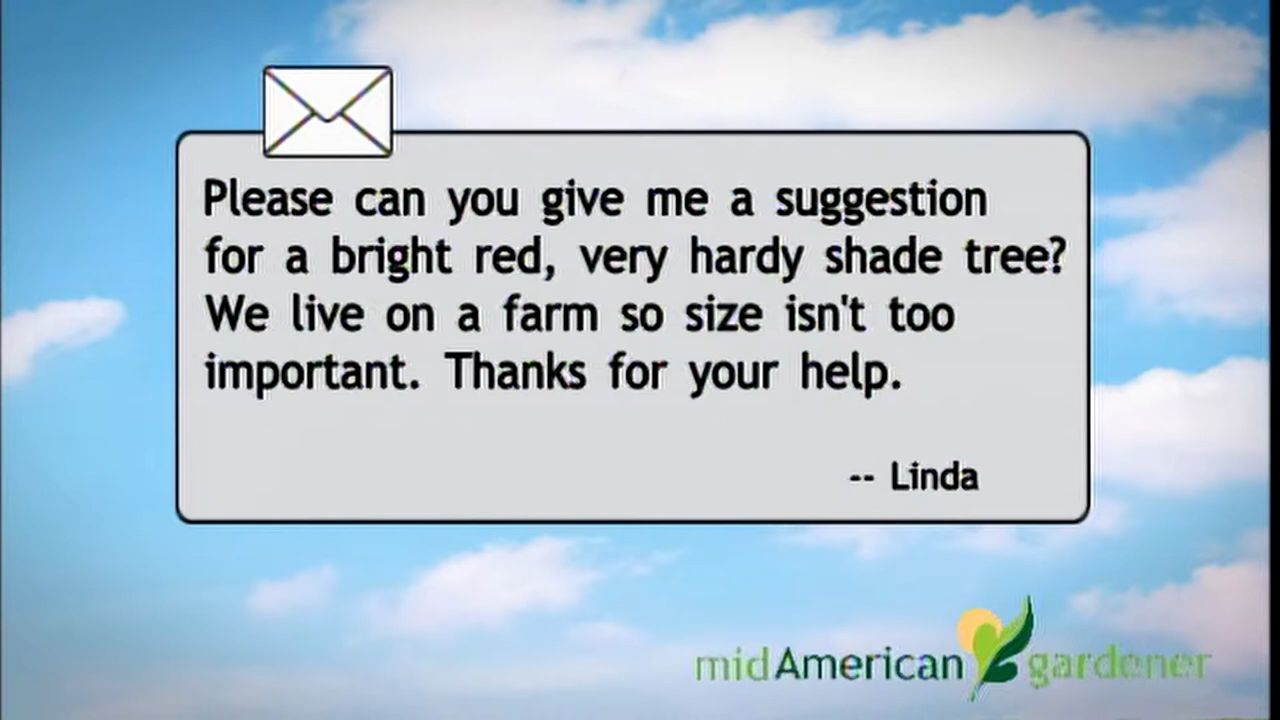 Please can you give me a suggestion
for a bright red, very hardy shade tree?
We live on a farm so size isn't too
important. Thanks for your help.
-- Linda
midAmerican gardener